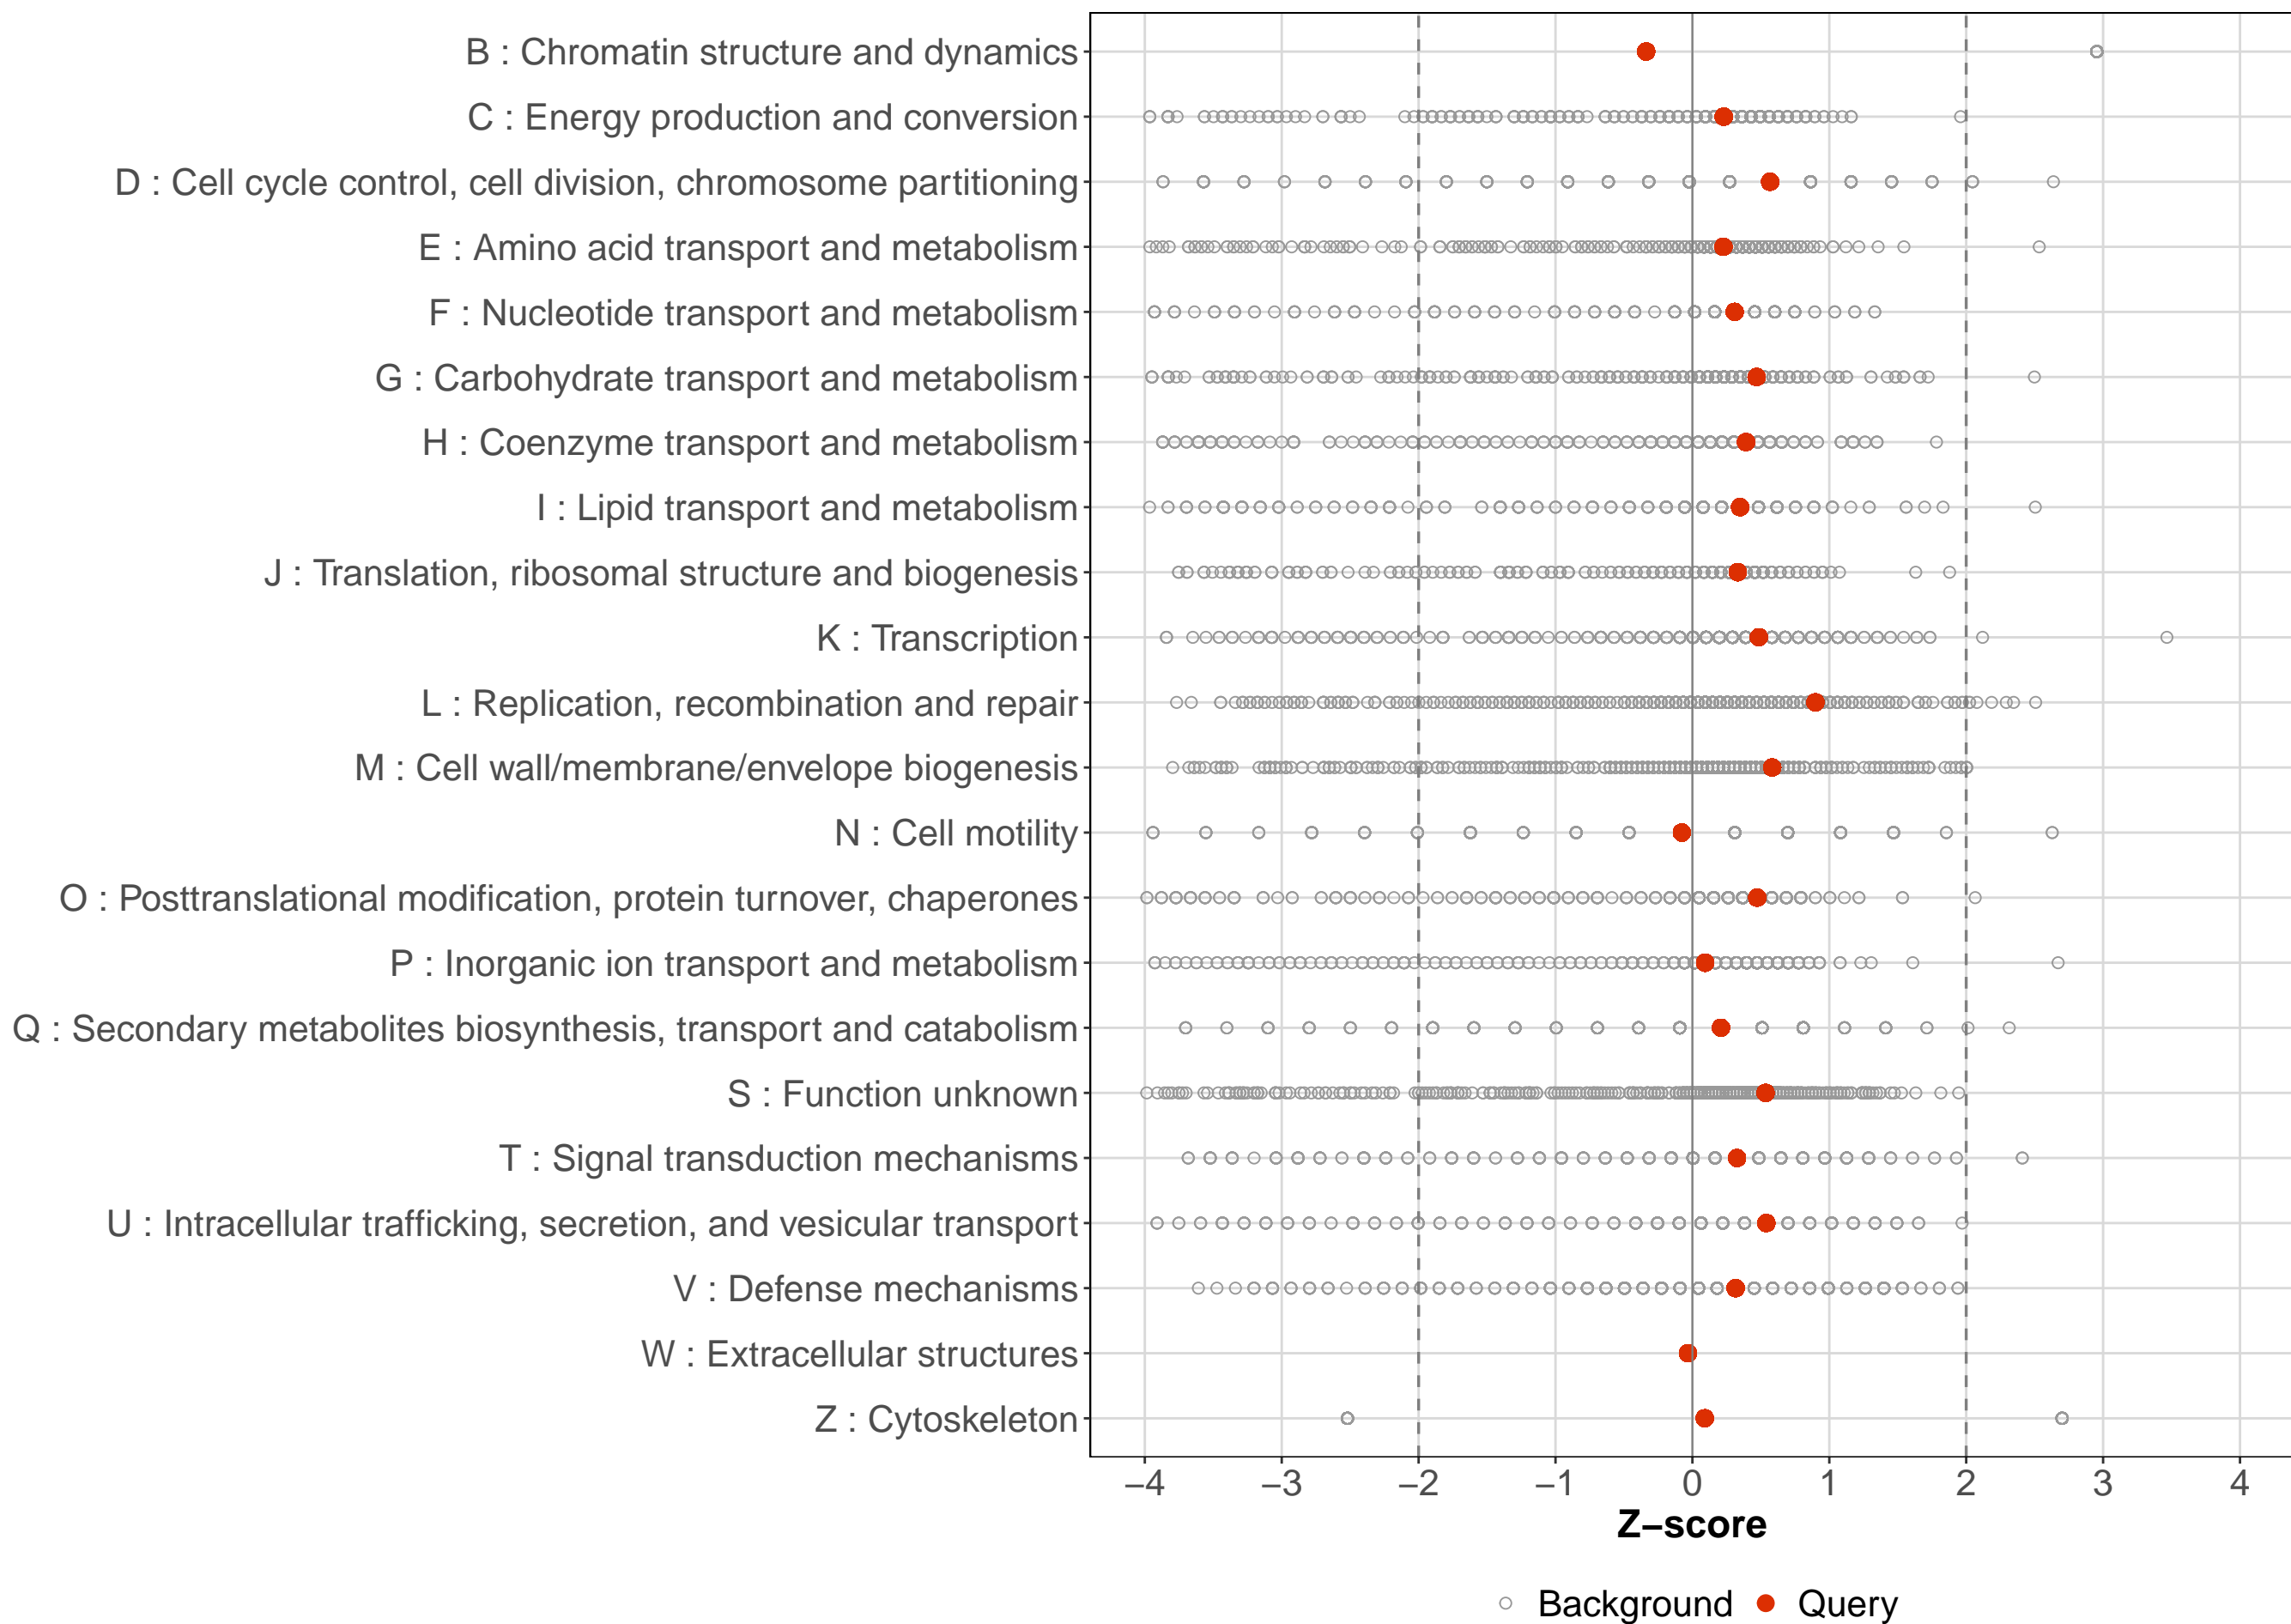 B : Chromatin structure and dynamics
C : Energy production and conversion
D : Cell cycle control, cell division, chromosome partitioning
E : Amino acid transport and metabolism
F : Nucleotide transport and metabolism
G : Carbohydrate transport and metabolism
H : Coenzyme transport and metabolism
I : Lipid transport and metabolism
J : Translation, ribosomal structure and biogenesis
K : Transcription
L : Replication, recombination and repair
M : Cell wall/membrane/envelope biogenesis
N : Cell motility
O : Posttranslational modification, protein turnover, chaperones
P : Inorganic ion transport and metabolism
Q : Secondary metabolites biosynthesis, transport and catabolism
S : Function unknown
T : Signal transduction mechanisms
U : Intracellular trafficking, secretion, and vesicular transport
V : Defense mechanisms
W : Extracellular structures
Z : Cytoskeleton
−4 −3 −2 −1 0 1 2 3 4
Z−score
Background Query